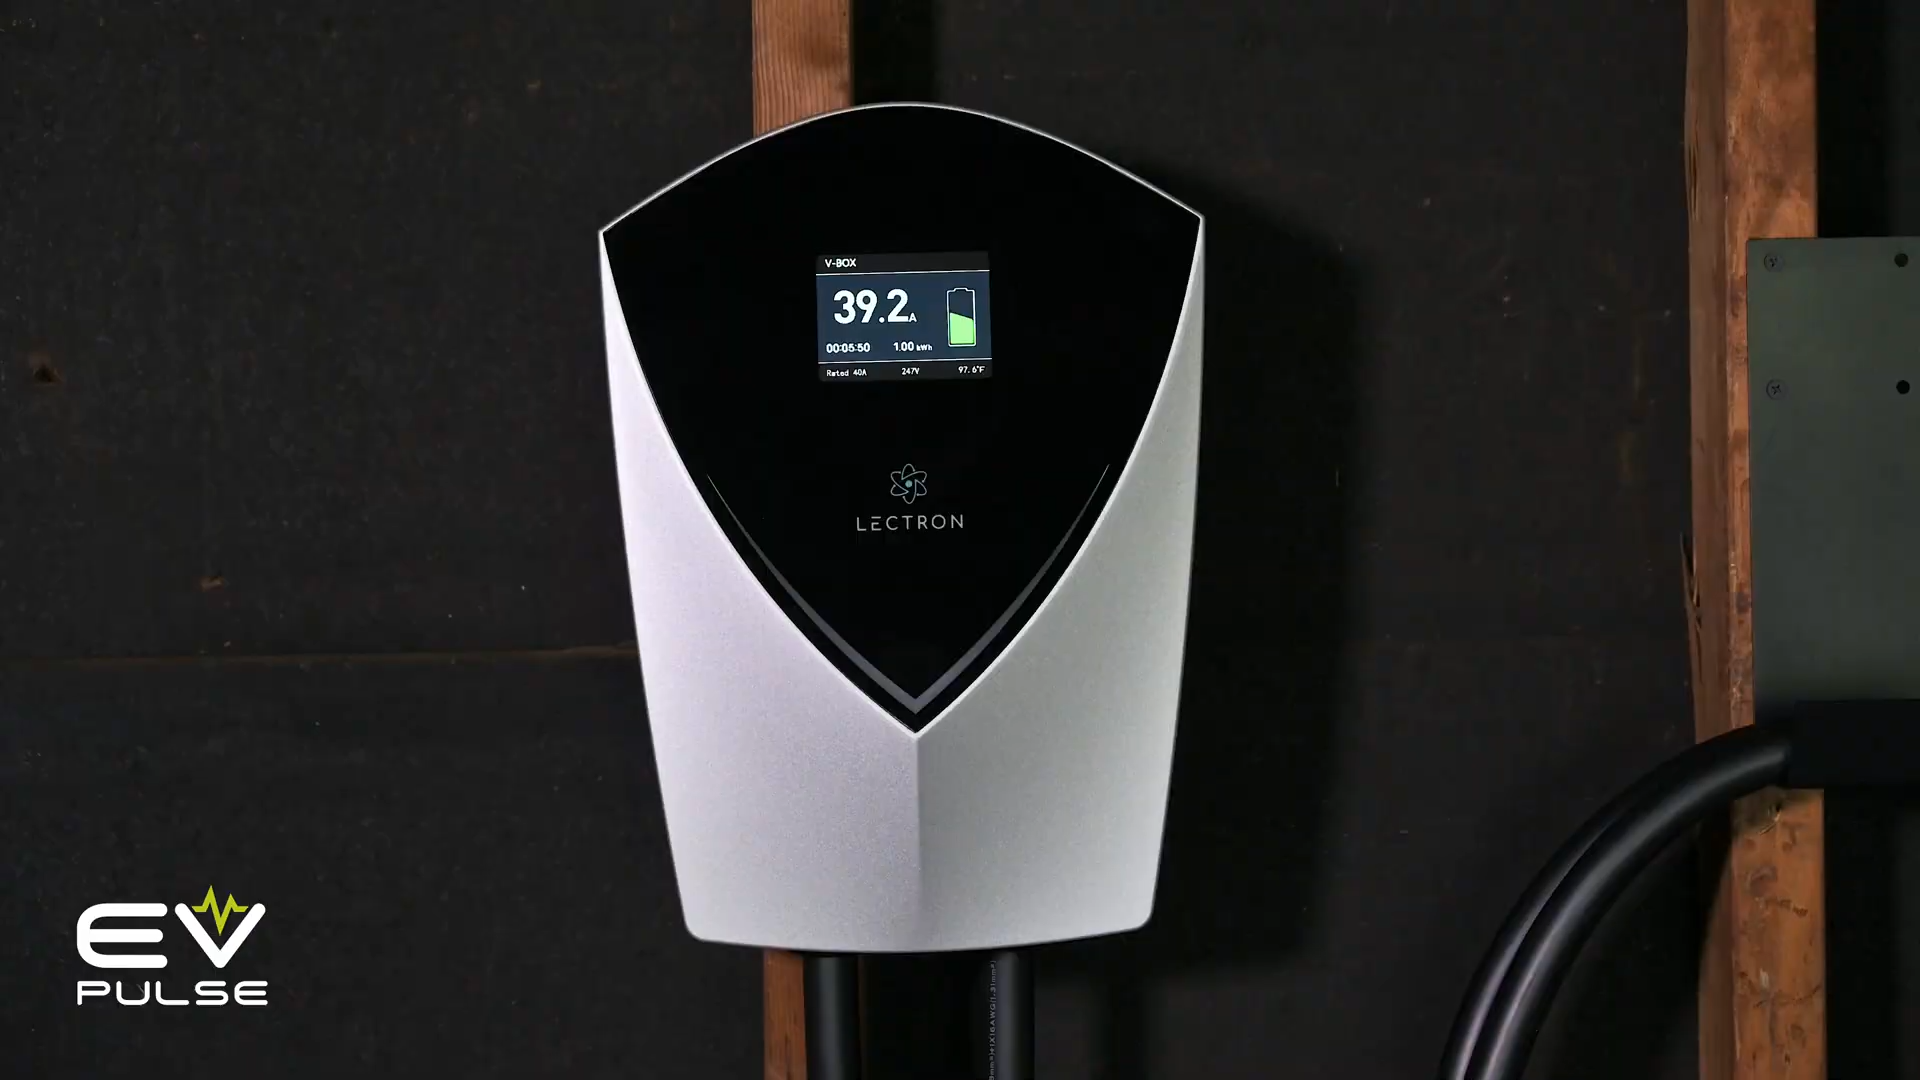 V-BOX
39.2A
00:05:50 1.00 kWh
Rated 40A 247V 97.6°F
LECTRON
EV
PULSE